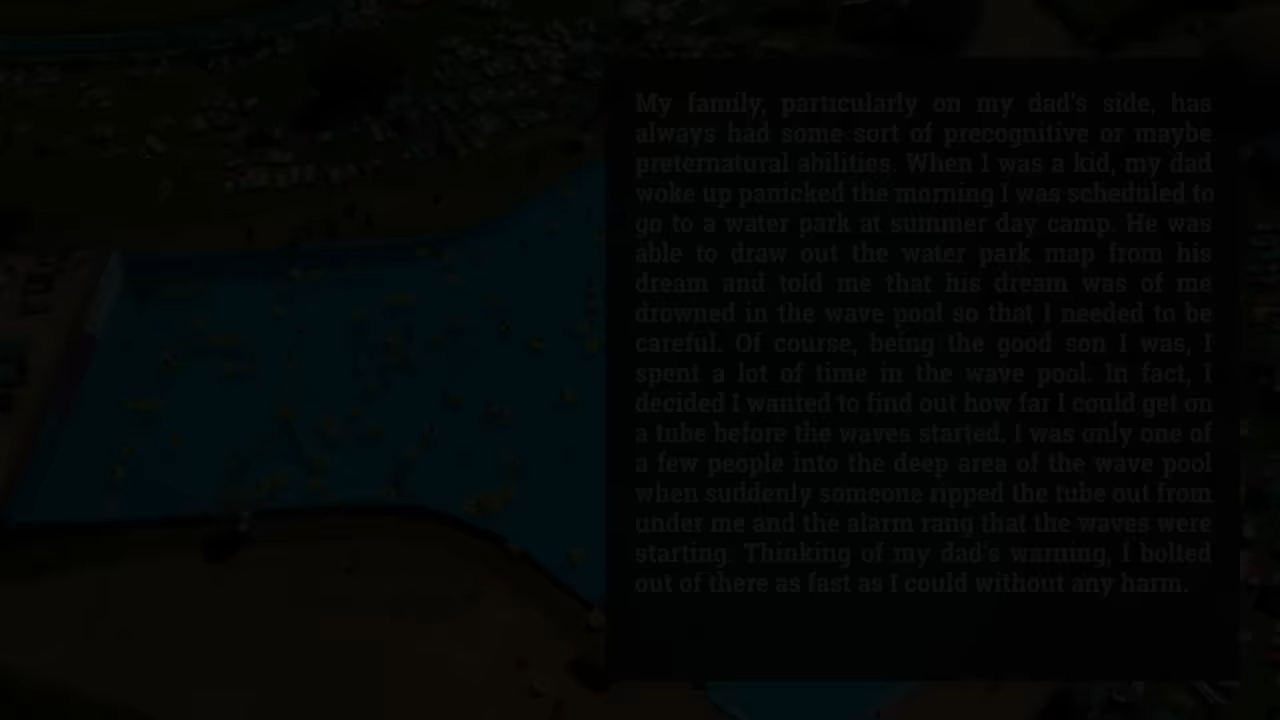 My family, particularly on my dad's side, has
always had some sort of precognitive or maybe
preternatural abilities. When I was a kid, my dad
woke up panicked the morning I was scheduled to
go to a water park at summer day camp. He was
able to draw out the water park map from his
dream and told me that his dream was of me
drowned in the wave pool so that I needed to be
careful. Of course, being the good son I was, I
spent a lot of time in the wave pool. In fact, I
decided I wanted to find out how far I could get on
a tube before the waves started. I was only one of
a few people into the deep area of the wave pool
when suddenly someone ripped the tube out from
under me and the alarm rang that the waves were
starting. Thinking of my dad's warning, I bolted
out of there as fast as I could without any harm.